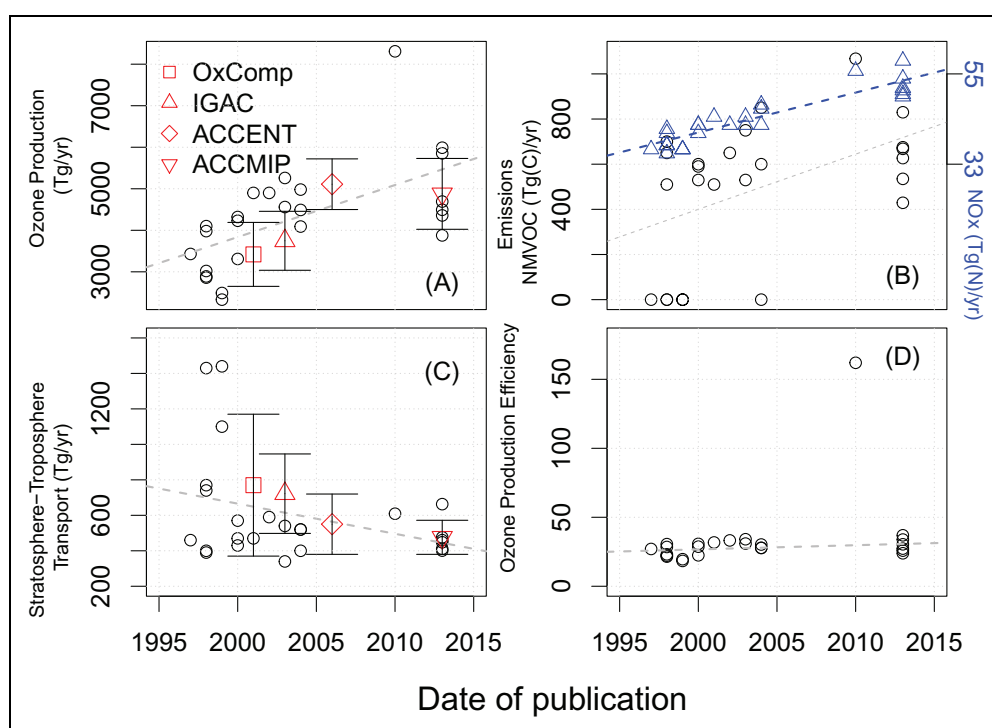 Ozone Production
(Tg/yr)
3000 5000 7000
OxComp
IGAC
ACCENT
ACCMIP
(A)
Emissions
NMVOC (Tg(C)/yr)
0 400 800
33 55
NOx (Tg(N)/yr)
(B)
Stratosphere−Troposphere
Transport (Tg/yr)
200 600 1200
(C)
1995 2000 2005 2010 2015
Ozone Production Efficiency
0 50 100 150
(D)
1995 2000 2005 2010 2015
Date of publication